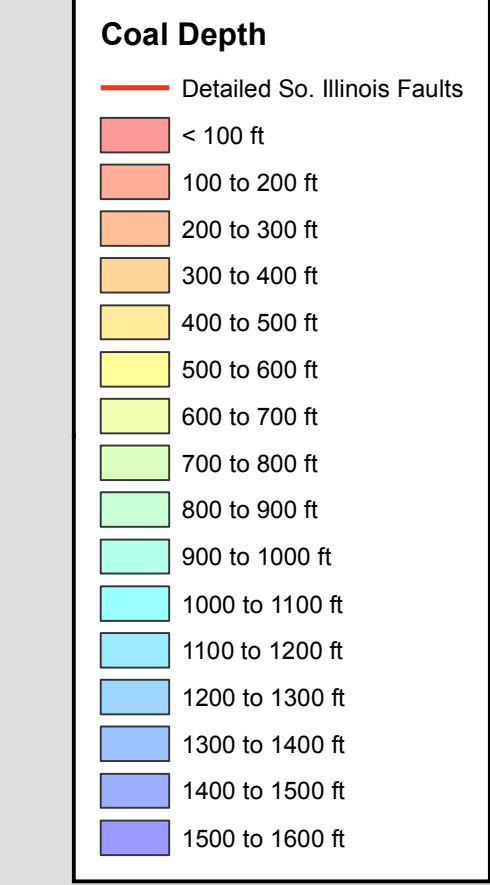 Coal Depth
Detailed So. Illinois Faults
< 100 ft
100 to 200 ft
200 to 300 ft
300 to 400 ft
400 to 500 ft
500 to 600 ft
600 to 700 ft
700 to 800 ft
800 to 900 ft
900 to 1000 ft
1000 to 1100 ft
1100 to 1200 ft
1200 to 1300 ft
1300 to 1400 ft
1400 to 1500 ft
1500 to 1600 ft